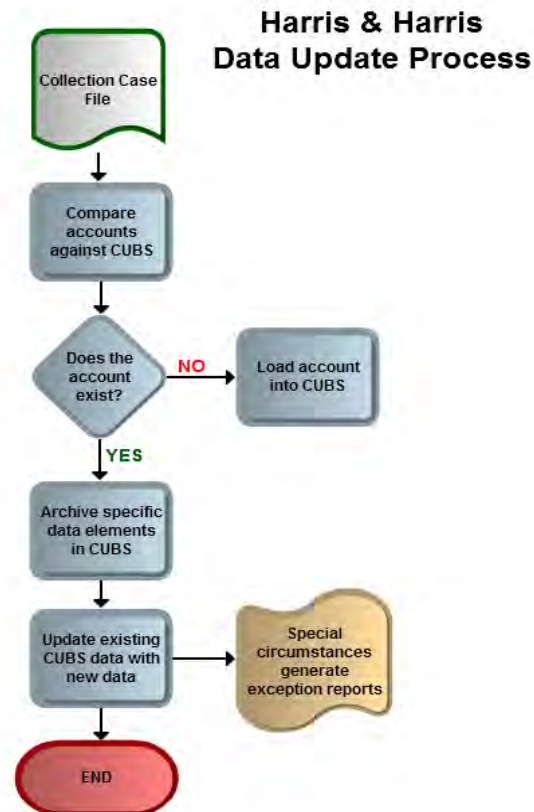 Harris & Harris
Data Update Process
Collection Case
File
Compare
accounts
against CUBS
Does the
account
exist?
NO
Load account
into CUBS
YES
Archive specific
data elements
in CUBS
Update existing
CUBS data with
new data
Special
circumstances
generate
exception reports
END